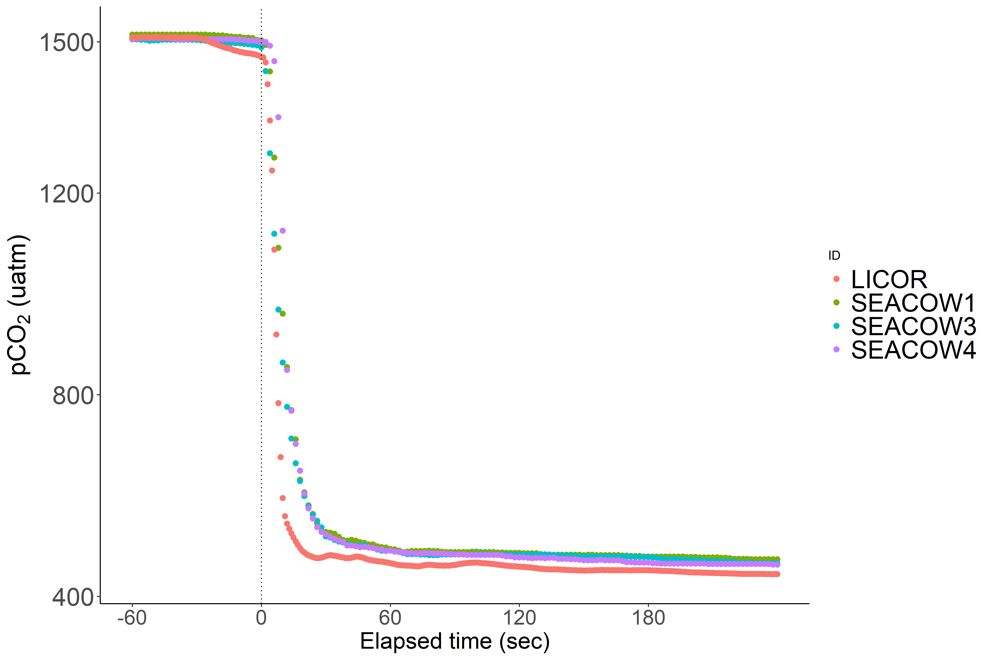 1500
1200
800
400
pCO₂ (uatm)
-60 0 60 120 180
Elapsed time (sec)
ID
LICOR
SEACOW1
SEACOW3
SEACOW4